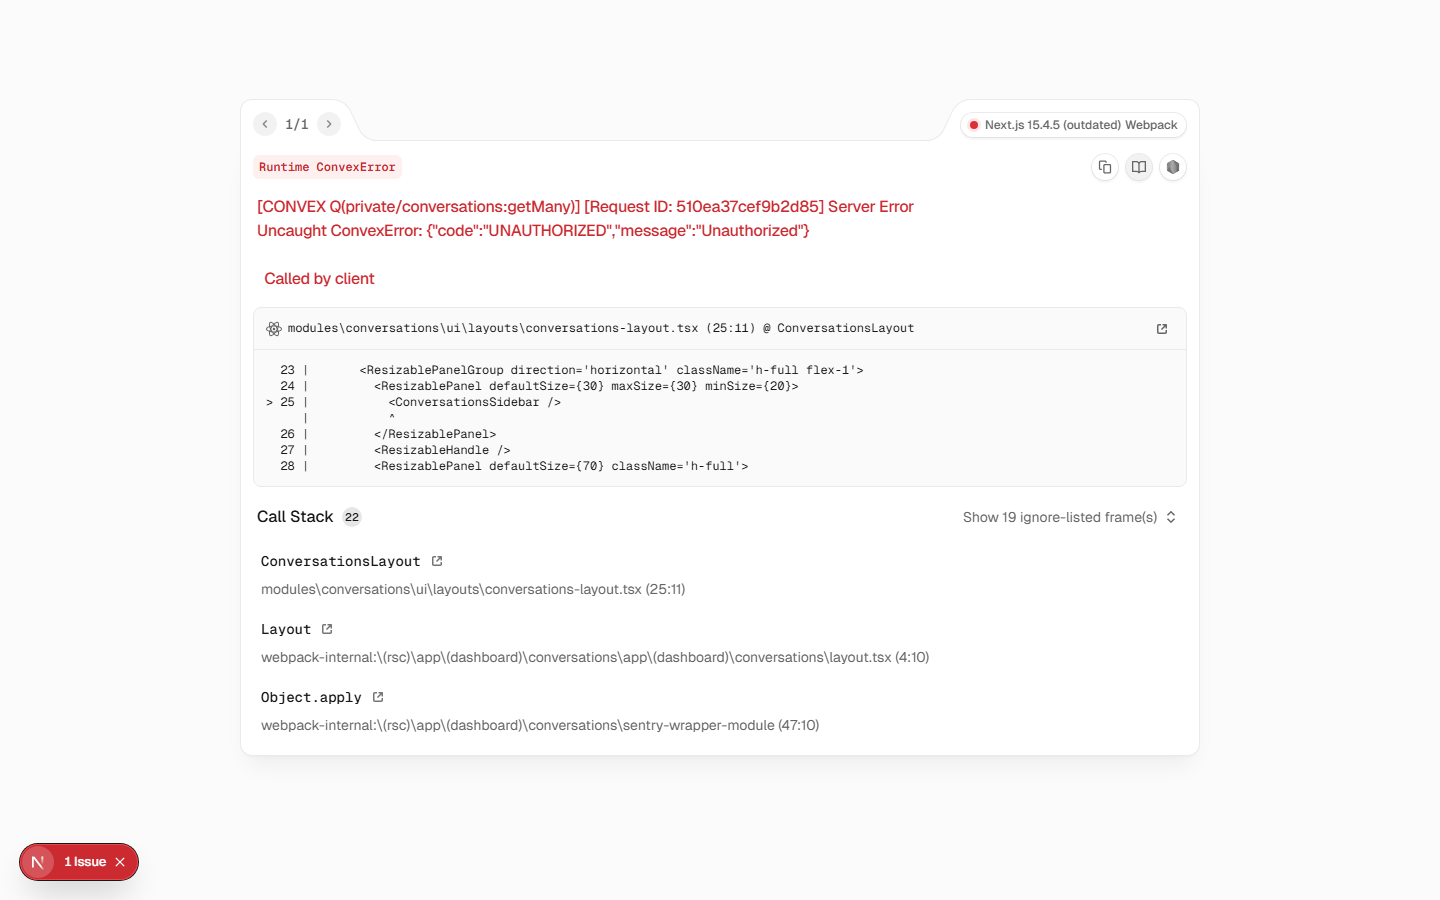 1/1
Next.js 15.4.5 (outdated) Webpack
Runtime ConvexError
[CONVEX Q(private/conversations:getMany)] [Request ID: 510ea37cef9b2d85] Server Error
Uncaught ConvexError: {"code":"UNAUTHORIZED","message":"Unauthorized"}
Called by client
modules\conversations\ui\layouts\conversations-layout.tsx (25:11) @ ConversationsLayout
23 |       <ResizablePanelGroup direction='horizontal' className='h-full flex-1'>
24 |         <ResizablePanel defaultSize={30} maxSize={30} minSize={20}>
> 25 |           <ConversationsSidebar />
|           ^
26 |         </ResizablePanel>
27 |         <ResizableHandle />
28 |         <ResizablePanel defaultSize={70} className='h-full'>
Call Stack 22
Show 19 ignore-listed frame(s)
ConversationsLayout
modules\conversations\ui\layouts\conversations-layout.tsx (25:11)
Layout
webpack-internal:\(rsc)\app\(dashboard)\conversations\app\(dashboard)\conversations\layout.tsx (4:10)
Object.apply
webpack-internal:\(rsc)\app\(dashboard)\conversations\sentry-wrapper-module (47:10)
N 1 Issue